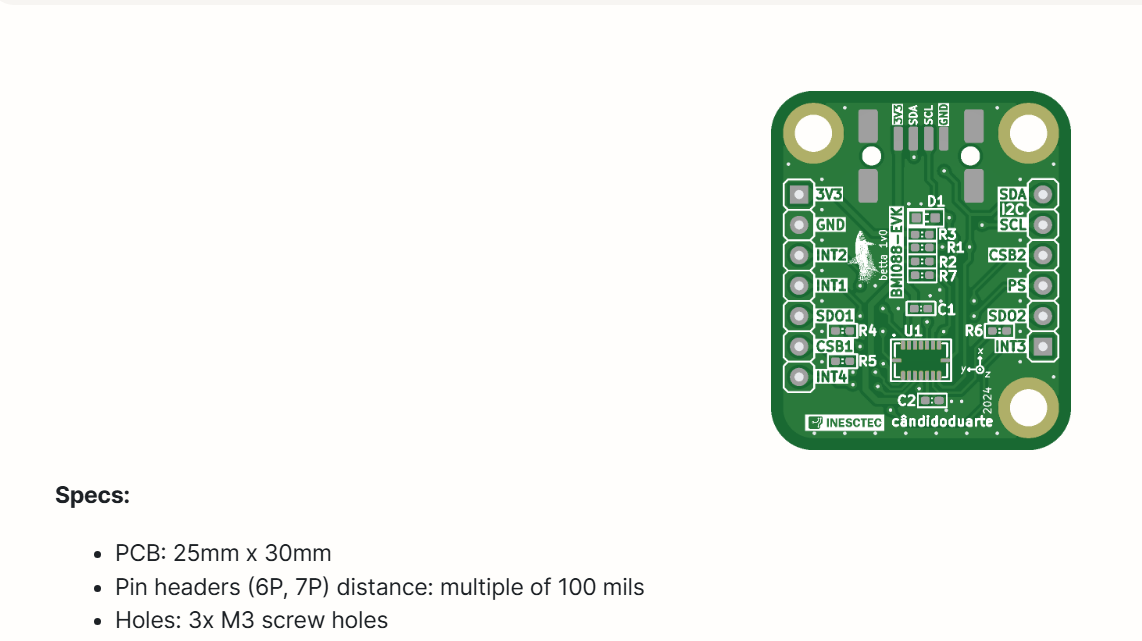 3V3
SDA
SCL
GND
3V3
GND
INT2
INT1
SDO1
R4
CSB1
R5
INT4
D1
R3
R1
R2
R7
betta 1v0
BMI088-EVK
C1
U1
C2
SDA
I2C
SCL
CSB2
PS
SDO2
R6
INT3
x
y
z
2024
INESCTEC
cândidoduarte
Specs:
• PCB: 25mm x 30mm
• Pin headers (6P, 7P) distance: multiple of 100 mils
• Holes: 3x M3 screw holes